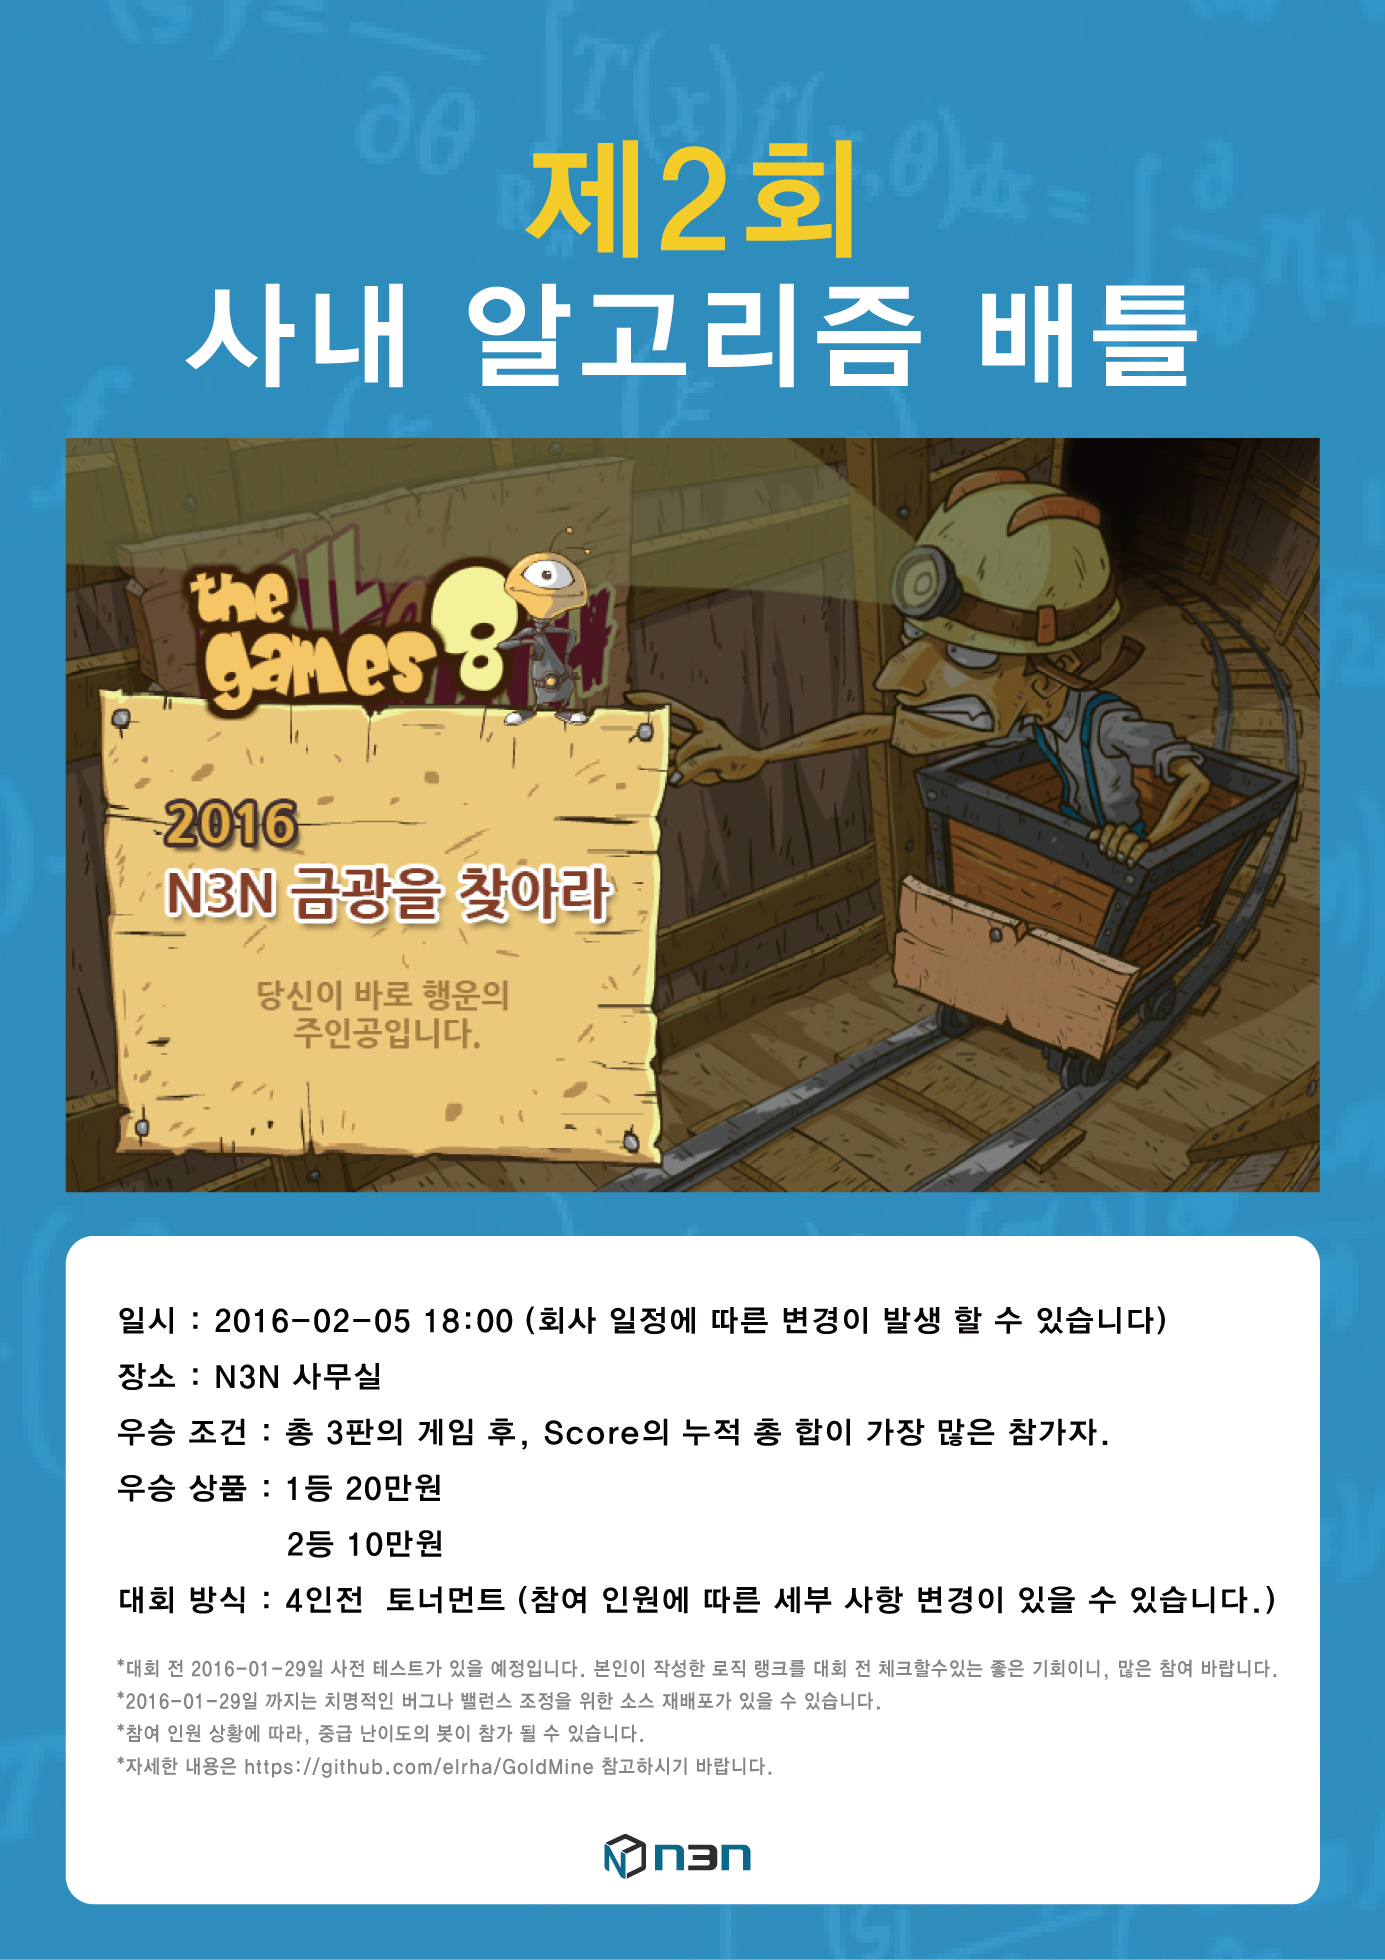 제2회
사내 알고리즘 배틀
the
games
2016
N3N 금광을 찾아라
당신이 바로 행운의
주인공입니다.
일시 : 2016-02-05 18:00 (회사 일정에 따른 변경이 발생 할 수 있습니다)
장소 : N3N 사무실
우승 조건 : 총 3판의 게임 후, Score의 누적 총 합이 가장 많은 참가자.
우승 상품 : 1등 20만원
2등 10만원
대회 방식 : 4인전 토너먼트 (참여 인원에 따른 세부 사항 변경이 있을 수 있습니다.)
*대회 전 2016-01-29일 사전 테스트가 있을 예정입니다. 본인이 작성한 로직 랭크를 대회 전 체크할수있는 좋은 기회이니, 많은 참여 바랍니다.
*2016-01-29일 까지는 치명적인 버그나 밸런스 조정을 위한 소스 재배포가 있을 수 있습니다.
*참여 인원 상황에 따라, 중급 난이도의 봇이 참가 될 수 있습니다.
*자세한 내용은 https://github.com/elrha/GoldMine 참고하시기 바랍니다.
n3n